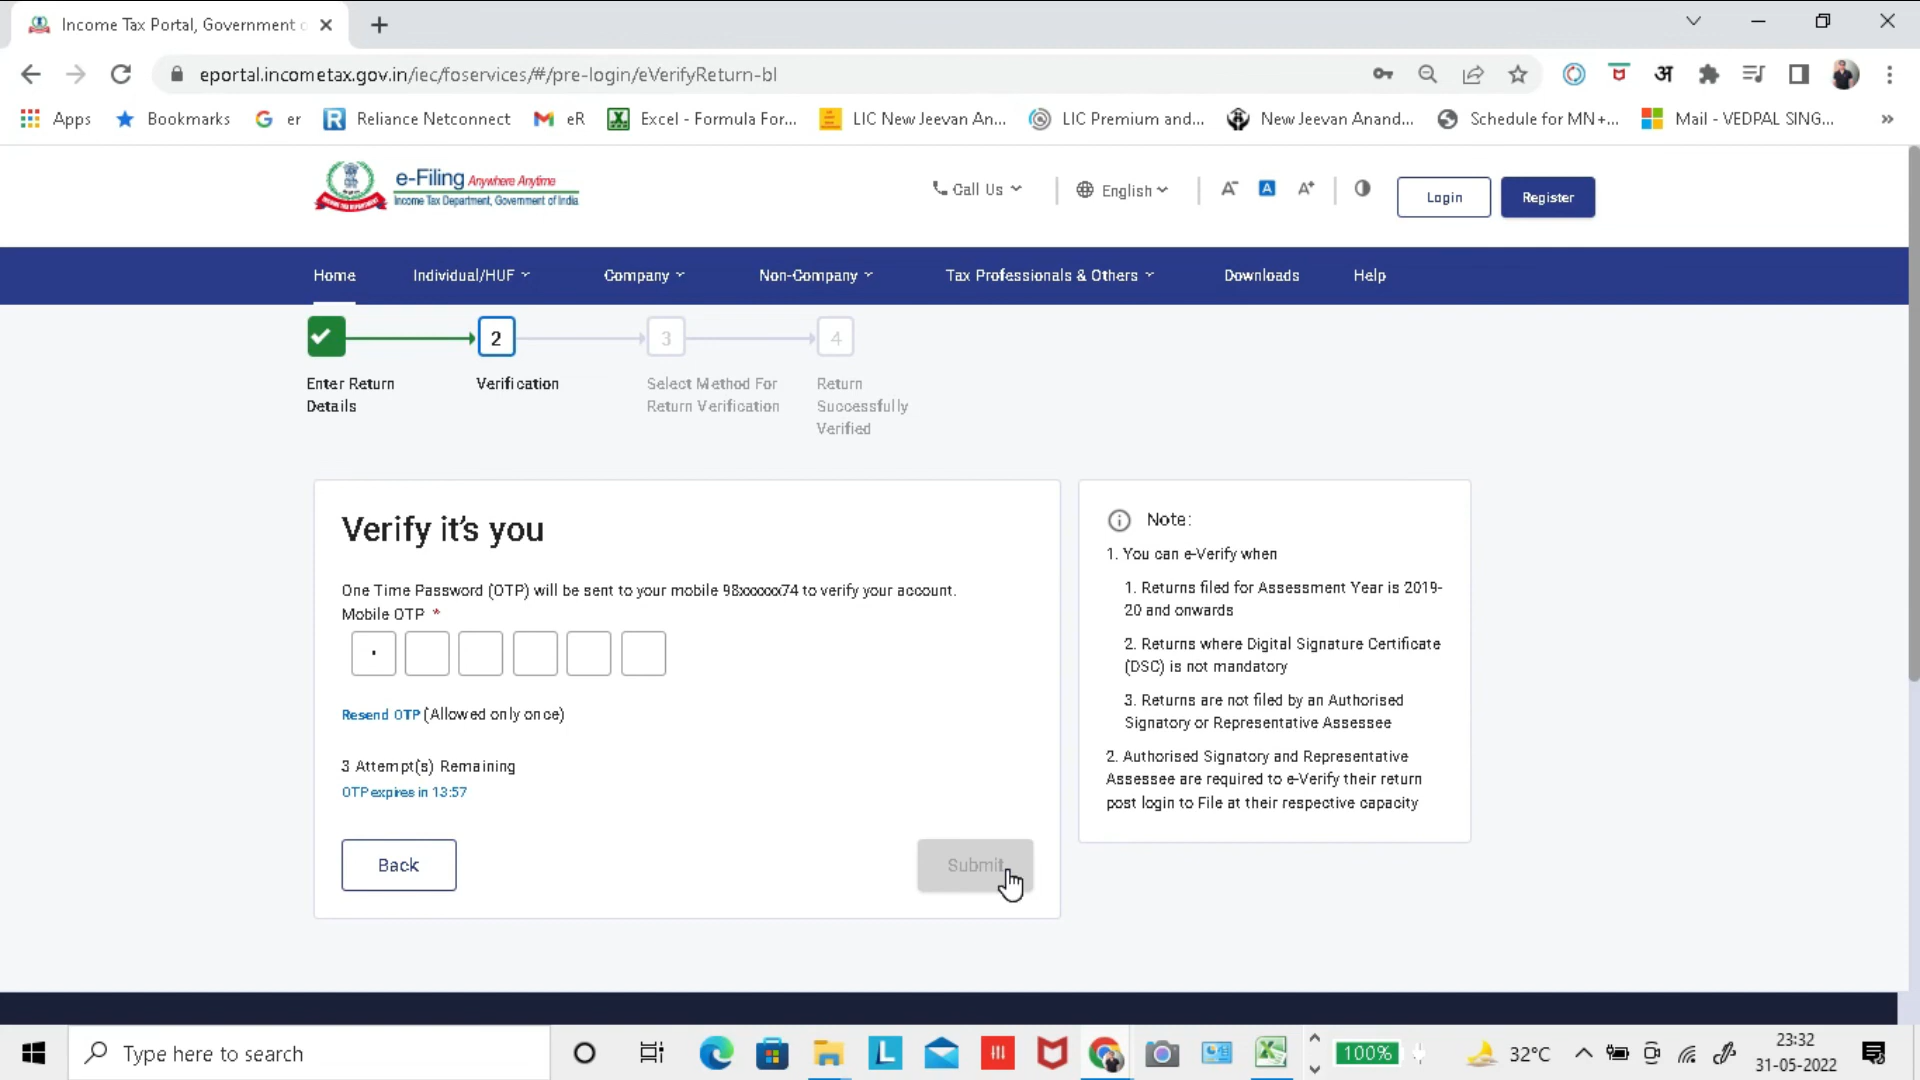 Income Tax Portal, Government o
eportal.incometax.gov.in/iec/foservices/#/pre-login/eVerifyReturn-bl
अ
Apps
Bookmarks
er
Reliance Netconnect
eR
Excel - Formula For...
LIC New Jeevan An...
LIC Premium and...
New Jeevan Anand...
Schedule for MN+...
Mail - VEDPAL SING...
»
e-Filing Anywhere Anytime
Income Tax Department, Government of India
Call Us
English
A-
A
A+
Login
Register
Home
Individual/HUF
Company
Non-Company
Tax Professionals & Others
Downloads
Help
2
3
4
Enter Return
Details
Verification
Select Method For
Return Verification
Return
Successfully
Verified
Verify it's you
One Time Password (OTP) will be sent to your mobile 98xxxxxx74 to verify your account.
Mobile OTP *
Resend OTP (Allowed only once)
3 Attempt(s) Remaining
OTP expires in 13:57
Back
Submit
Note:
1. You can e-Verify when
1. Returns filed for Assessment Year is 2019-
20 and onwards
2. Returns where Digital Signature Certificate
(DSC) is not mandatory
3. Returns are not filed by an Authorised
Signatory or Representative Assessee
2. Authorised Signatory and Representative
Assessee are required to e-Verify their return
post login to File at their respective capacity
Type here to search
L
100%
32°C
23:32
31-05-2022